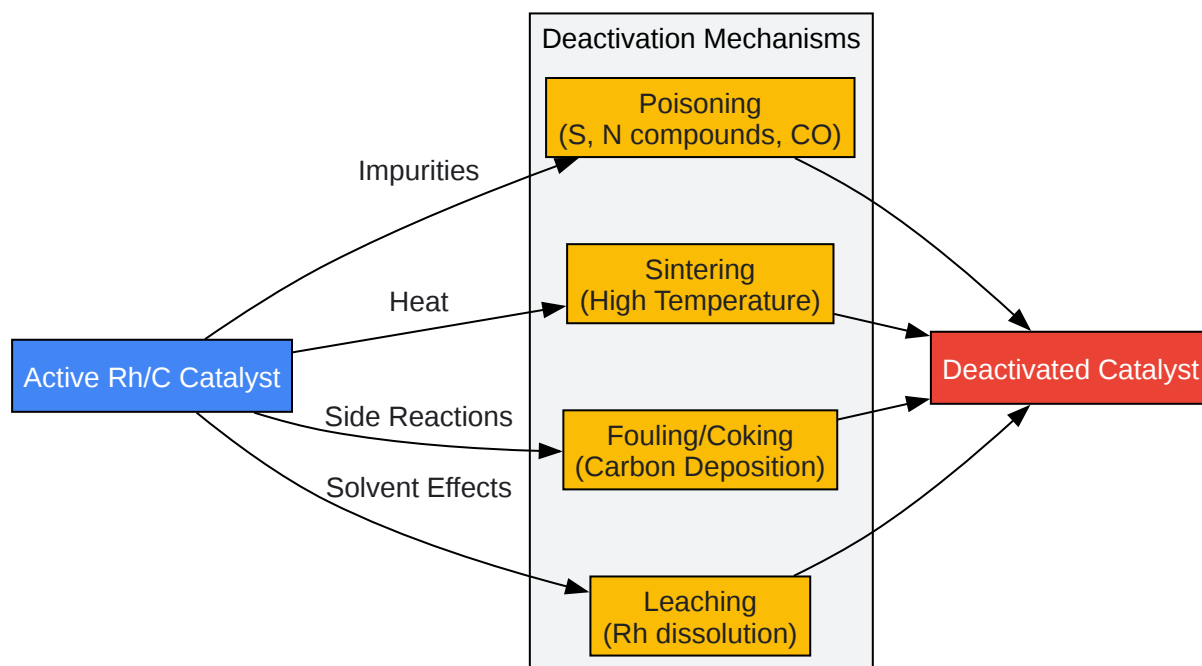 Deactivation Mechanisms
Poisoning
(S, N compounds, CO)
Impurities
Sintering
(High Temperature)
Heat
Active Rh/C Catalyst
Deactivated Catalyst
Side Reactions
Fouling/Coking
(Carbon Deposition)
Solvent Effects
Leaching
(Rh dissolution)